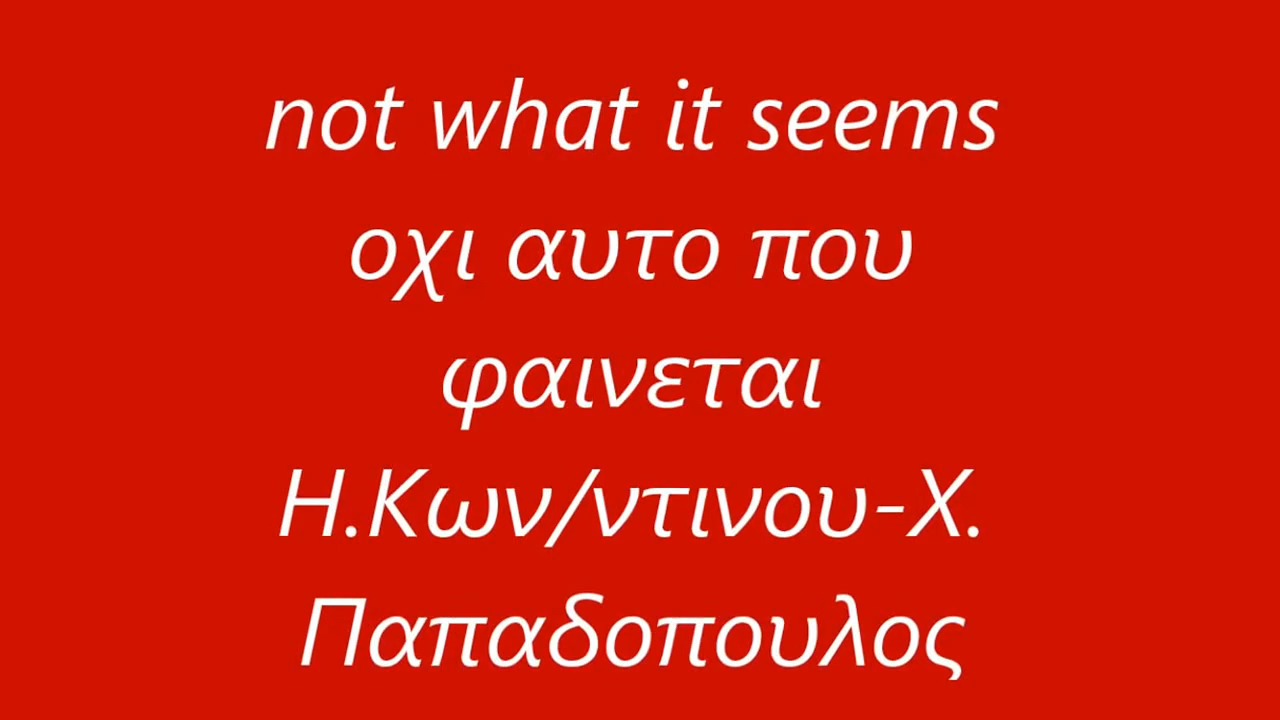 not what it seems
οχι αυτο που
φαινεται
Η.Κων/ντινου-Χ.
Παπαδοπουλος